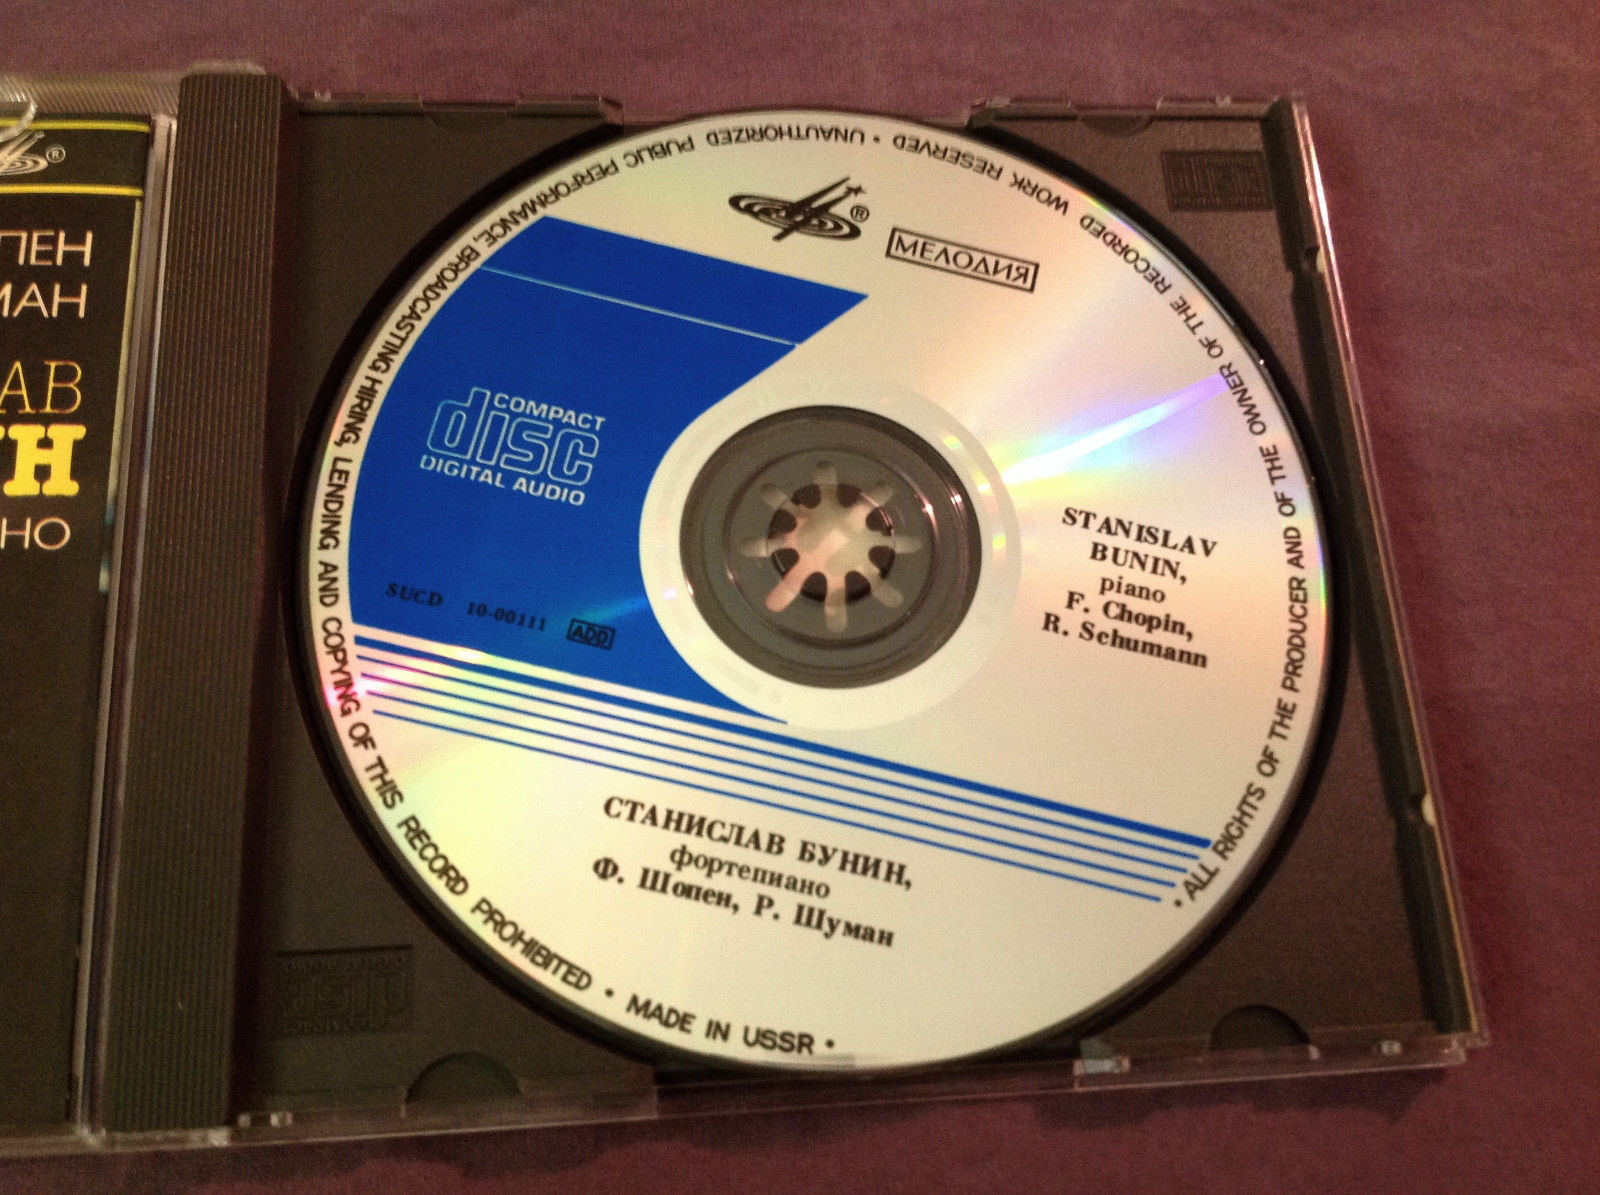 ®
ПЕН
МАН
АВ
ИН
НО
®
МЕЛОДИЯ
COMPACT
disc
DIGITAL AUDIO
SUCD 10-00111 ADD
STANISLAV
BUNIN,
piano
F. Chopin,
R. Schumann
СТАНИСЛАВ БУНИН,
фортепиано
Ф. Шопен, Р. Шуман
• ALL RIGHTS OF THE PRODUCER AND OF THE OWNER OF THE RECORDED WORK RESERVED • UNAUTHORIZED PUBLIC PERFORMANCE, BROADCASTING HIRING, LENDING AND COPYING OF THIS RECORD PROHIBITED • MADE IN USSR •